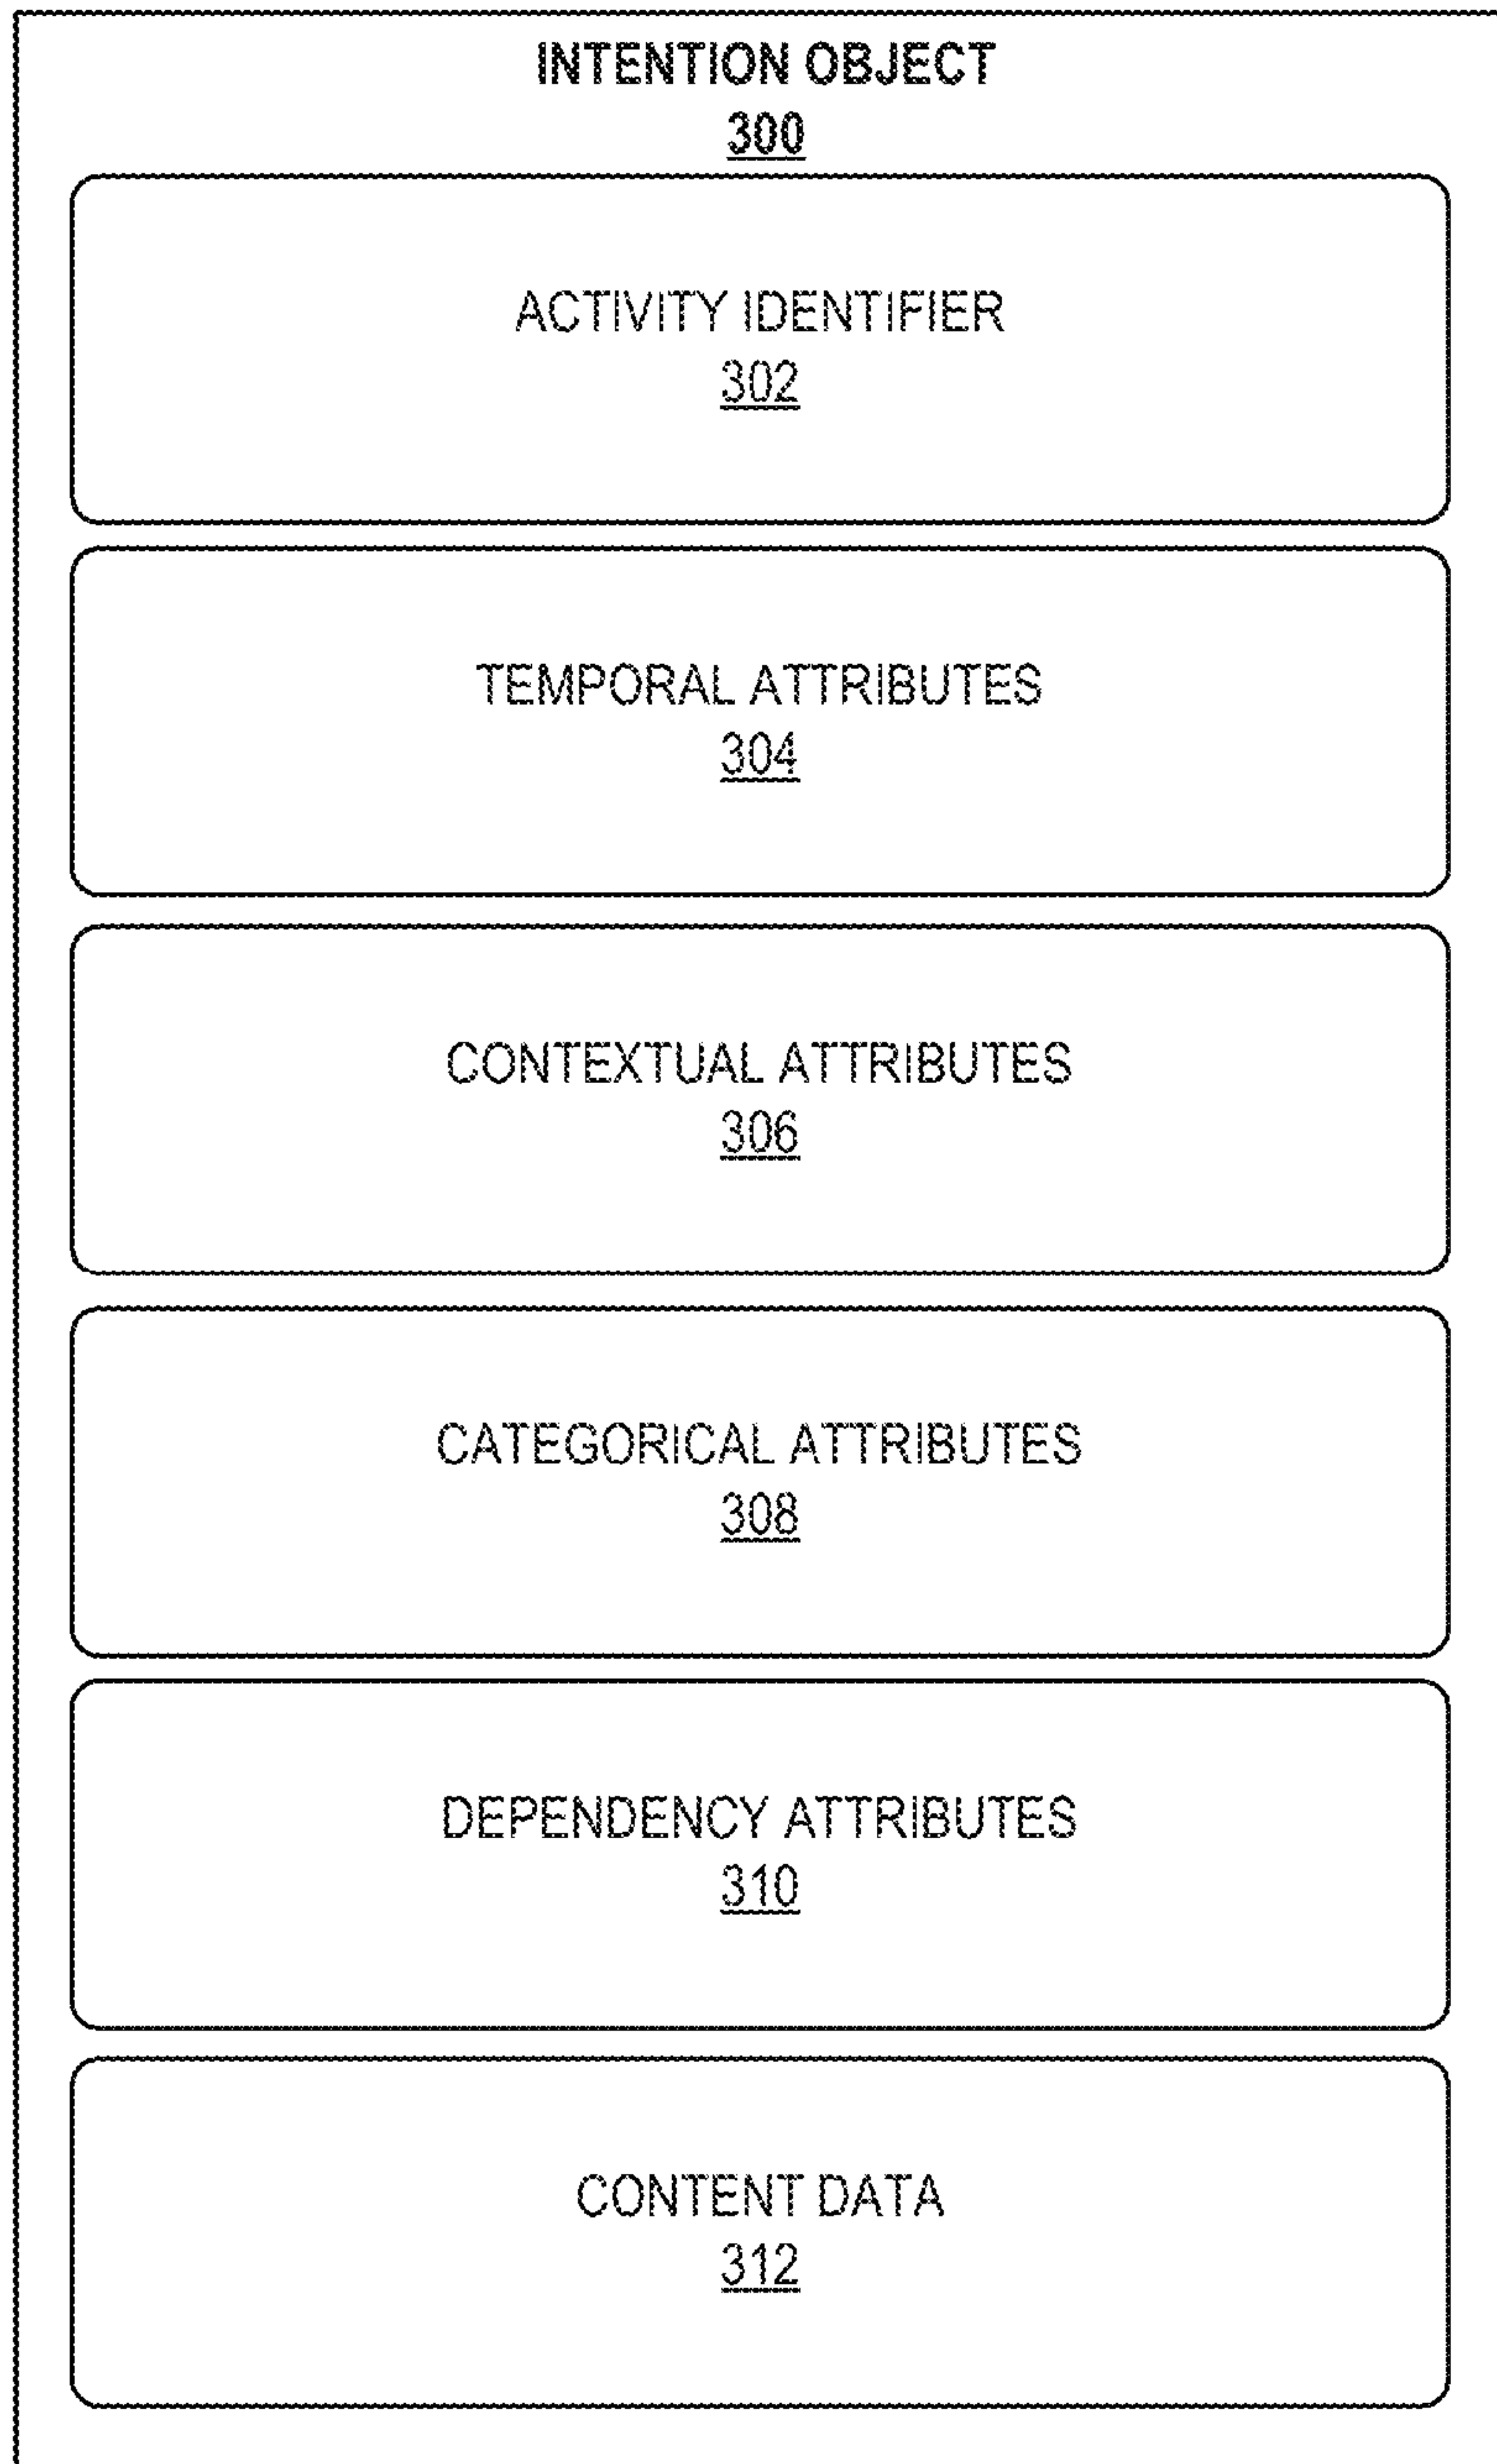 INTENTION OBJECT
300
ACTIVITY IDENTIFIER
302
TEMPORAL ATTRIBUTES
304
CONTEXTUAL ATTRIBUTES
306
CATEGORICAL ATTRIBUTES
308
DEPENDENCY ATTRIBUTES
310
CONTENT DATA
312